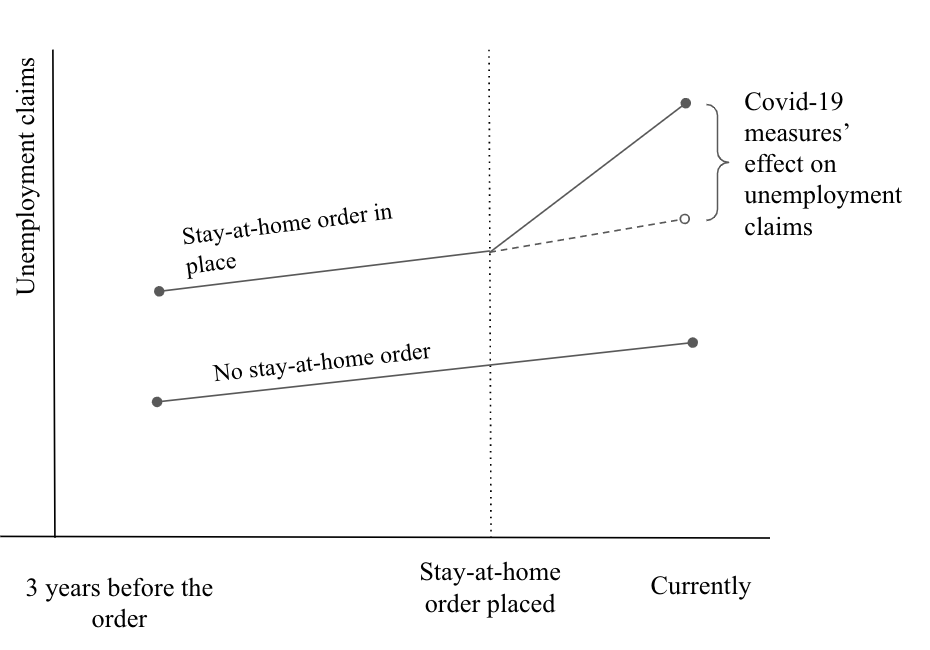 Unemployment claims
Covid-19
measures’
effect on
unemployment
claims
Stay-at-home order in
place
No stay-at-home order
3 years before the
order
Stay-at-home
order placed
Currently